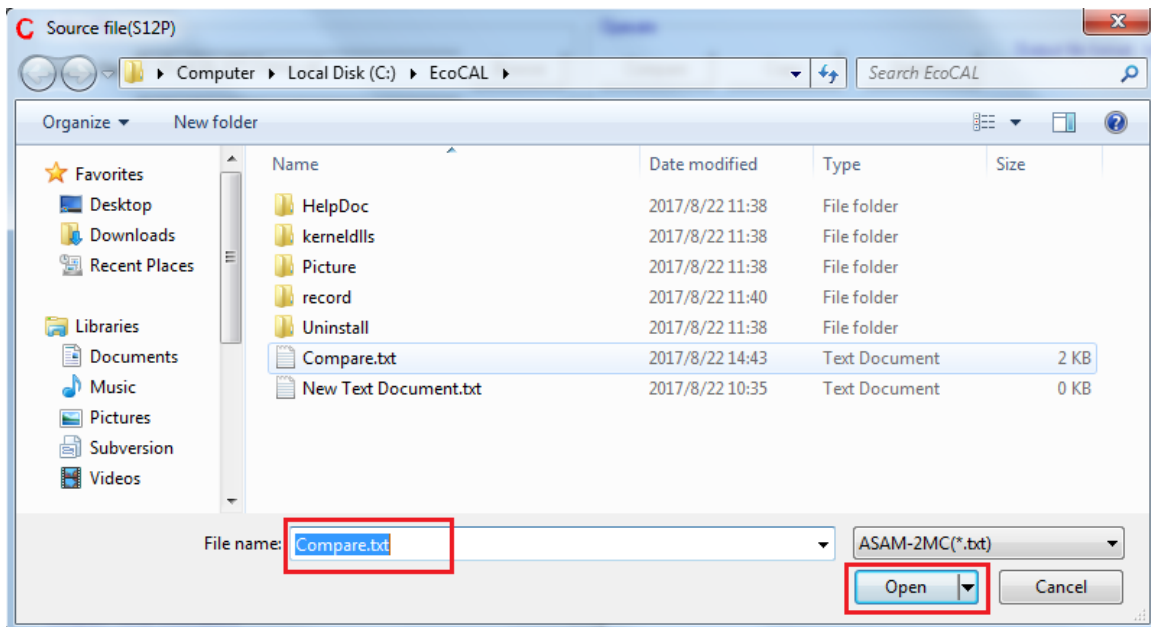 Source file(S12P)
Computer Local Disk (C:) EcoCAL Search EcoCAL
Organize New folder
Favorites
Desktop
Downloads
Recent Places
Libraries
Documents
Music
Pictures
Subversion
Videos
Name Date modified Type Size
HelpDoc 2017/8/22 11:38 File folder
kerneldlls 2017/8/22 11:38 File folder
Picture 2017/8/22 11:38 File folder
record 2017/8/22 11:40 File folder
Uninstall 2017/8/22 11:38 File folder
Compare.txt 2017/8/22 14:43 Text Document 2 KB
New Text Document.txt 2017/8/22 10:35 Text Document 0 KB
File name: Compare.txt ASAM-2MC(*.txt)
Open Cancel